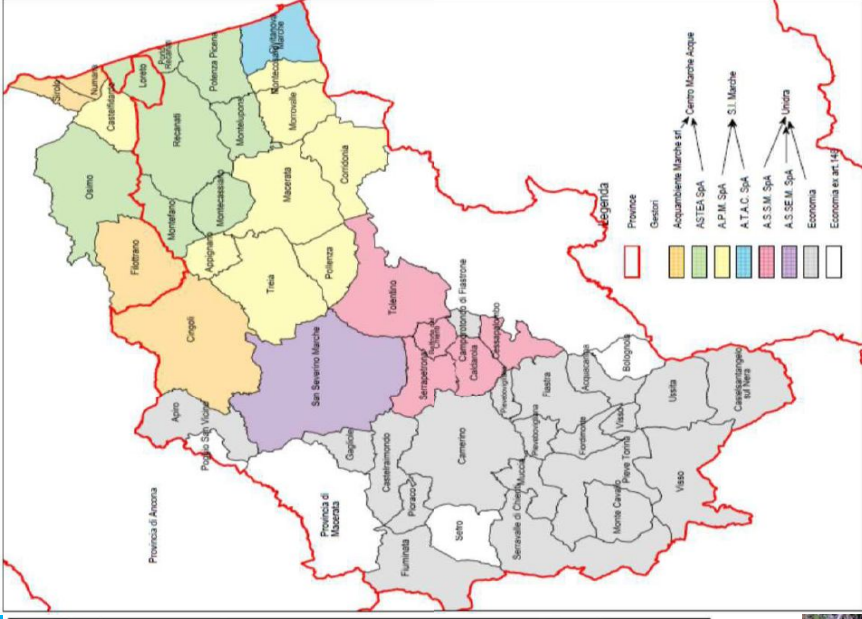 Sirolo
Numana
Castelfidardo
Loreto
Porto
Recanati
Osimo
Recanati
Potenza Picena
Civitanova
Marche
Montecosaro
Montelupone
Morrovalle
Montefano
Montecassiano
Filottrano
Appignano
Macerata
Corridonia
Treia
Pollenza
Cingoli
Tolentino
San Severino Marche
Serrapetrona
Caldarola
Camporotondo di Fiastrone
Cessapalombo
Apiro
Poggio San Vicino
Gagliole
Castelraimondo
Camerino
Pioraco
Fiuminata
Sefro
Serravalle di Chienti
Muccia
Pievebovigliana
Pievebovigliana
Fiastra
Acquacanina
Bolognola
Fiordimonte
Visso
Pieve Torina
Monte Cavallo
Visso
Ussita
Castelsantangelo
sul Nera
Provincia di Ancona
Provincia di
Macerata
Legenda
Province
Gestori
Acquambiente Marche srl
ASTEA SpA
Centro Marche Acque
A.P.M. SpA
A.T.A.C. SpA
S.I. Marche
A.S.S.M. SpA
A.S.SE.M. SpA
Unidra
Economia
Economia ex art.148